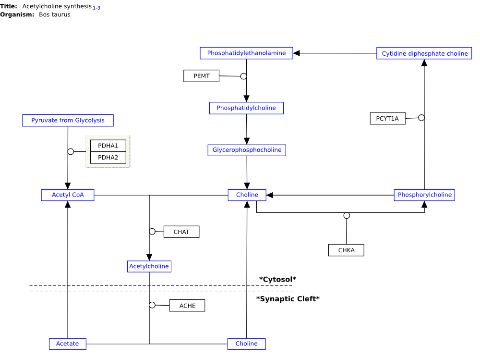 Title: Acetylcholine synthesis 1-3
Organism: Bos taurus
Phosphatidylethanolamine
Cytidine diphosphate choline
PEMT
Phosphatidylcholine
PCYT1A
Pyruvate from Glycolysis
PDHA1
PDHA2
Glycerophosphocholine
Acetyl CoA
Choline
Phosphorylcholine
CHAT
CHKA
Acetylcholine
*Cytosol*
*Synaptic Cleft*
ACHE
Acetate
Choline